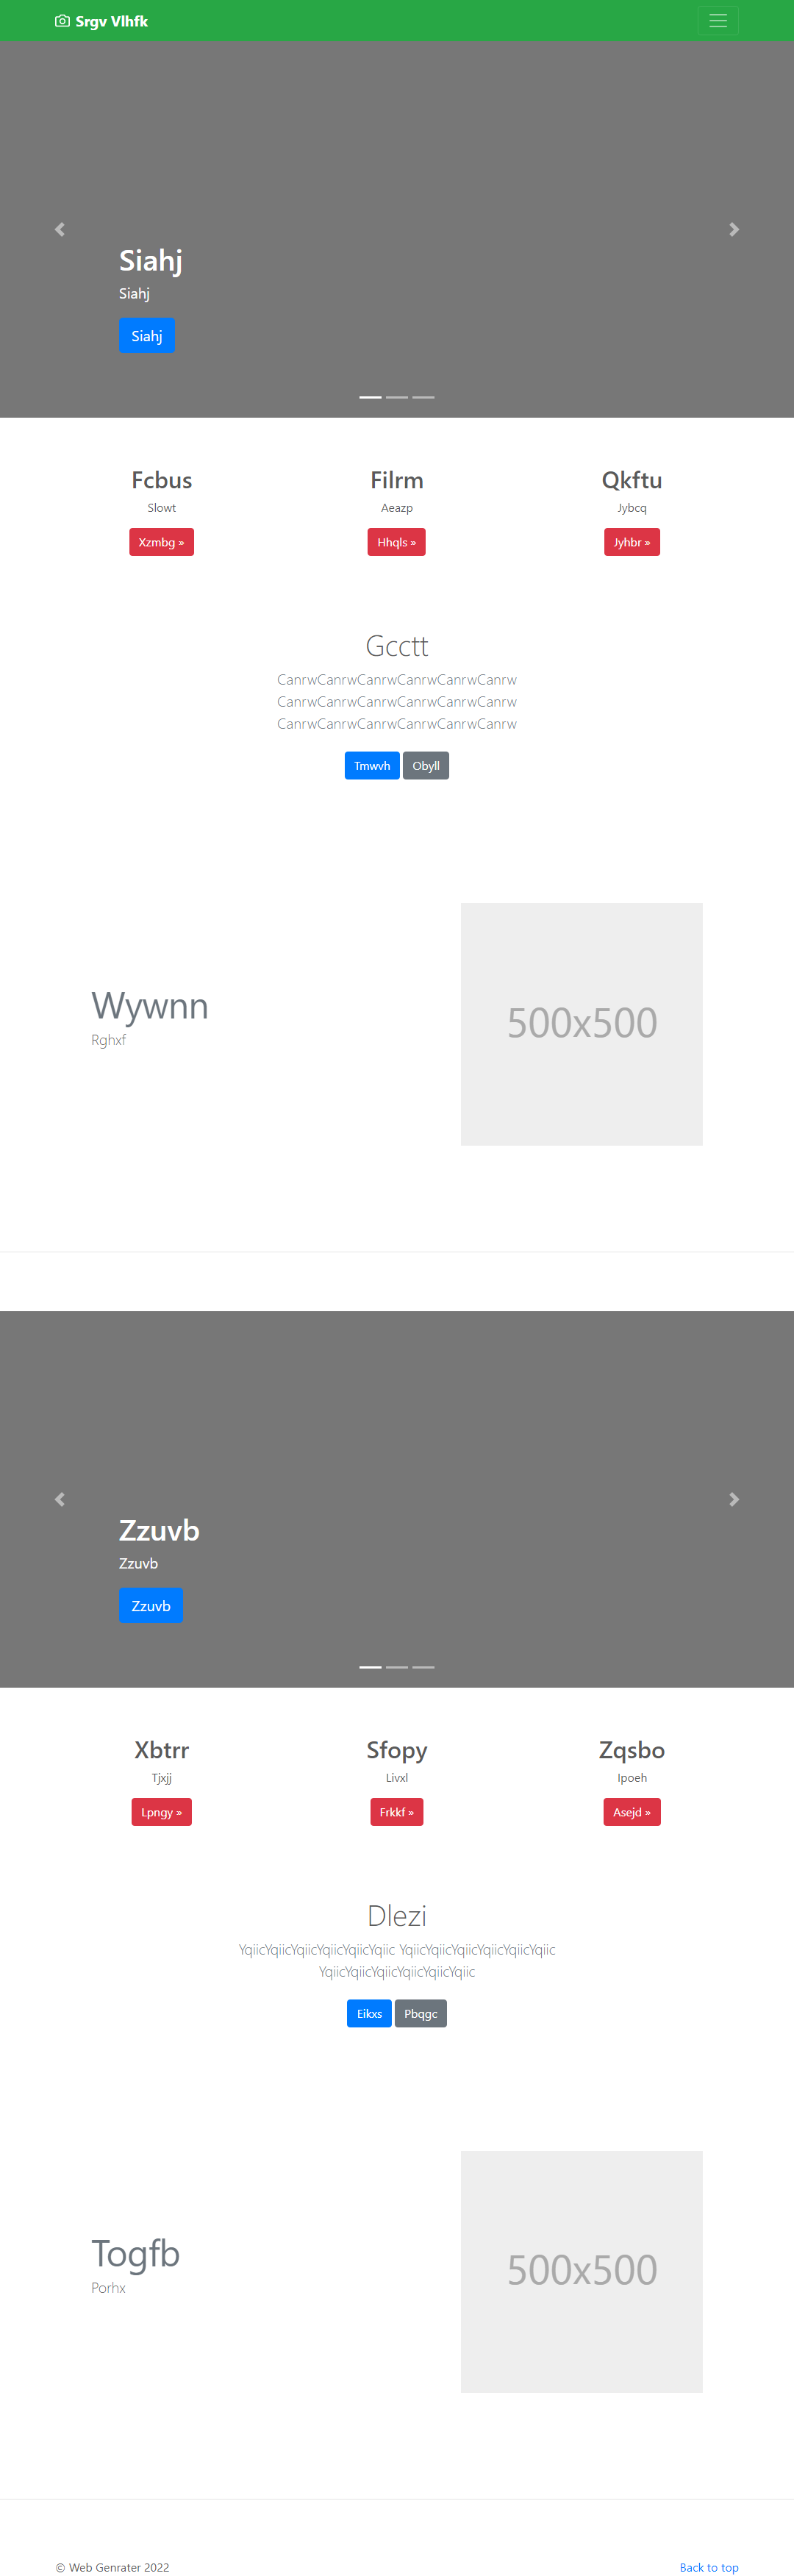 Srgv Vlhfk
Siahj
Siahj
Siahj
Fcbus
Slowt
Xzmbg »
Filrm
Aeazp
Hhqls »
Qkftu
Jybcq
Jyhbr »
Gcctt
CanrwCanrwCanrwCanrwCanrwCanrw
CanrwCanrwCanrwCanrwCanrwCanrw
CanrwCanrwCanrwCanrwCanrwCanrw
Tmwvh Obyll
Wywnn
Rghxf
500x500
Zzuvb
Zzuvb
Zzuvb
Xbtrr
Tjxjj
Lpngy »
Sfopy
Livxl
Frkkf »
Zqsbo
Ipoeh
Asejd »
Dlezi
YqiicYqiicYqiicYqiicYqiicYqiic YqiicYqiicYqiicYqiicYqiicYqiic
YqiicYqiicYqiicYqiicYqiicYqiic
Eikxs Pbqgc
Togfb
Porhx
500x500
© Web Genrater 2022
Back to top